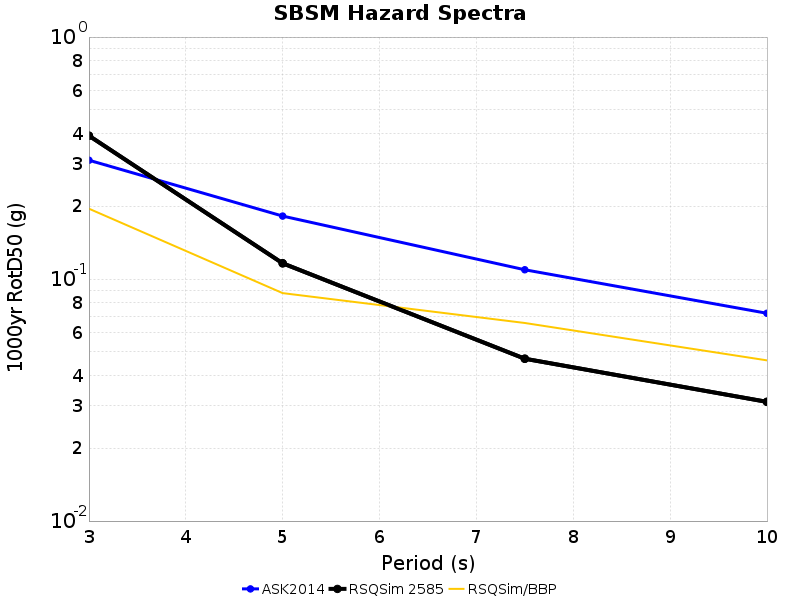 SBSM Hazard Spectra
10^0
8
6
4
3
2
10^-1
8
6
4
3
2
10^-2
1000yr RotD50 (g)
3 4 5 6 7 8 9 10
Period (s)
ASK2014 RSQSim 2585 RSQSim/BBP